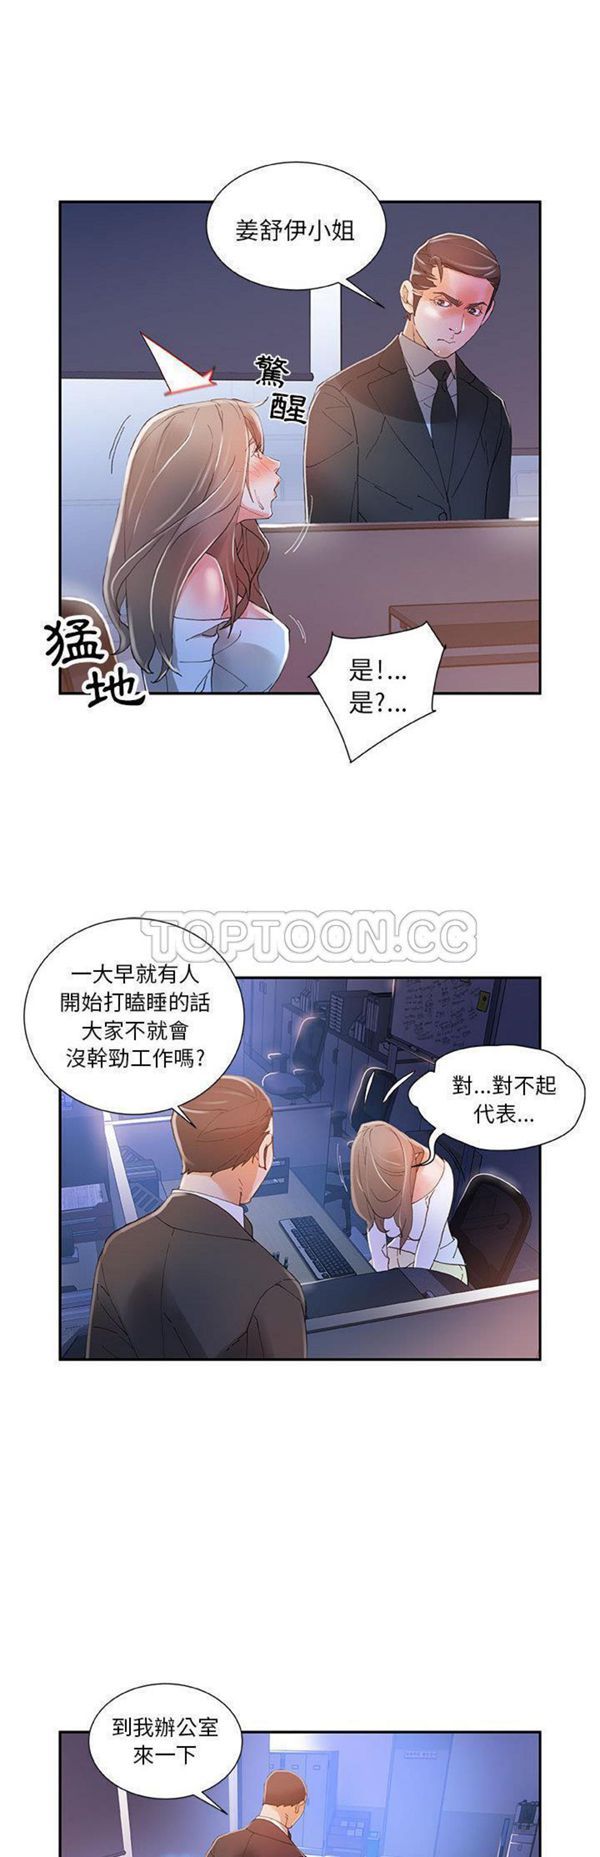 姜舒伊小姐
驚
醒
猛
地
是!...
是?...
TOPTOON.CC
一大早就有人
開始打瞌睡的話
大家不就會
沒幹勁工作嗎?
對...對不起
代表...
到我辦公室
來一下